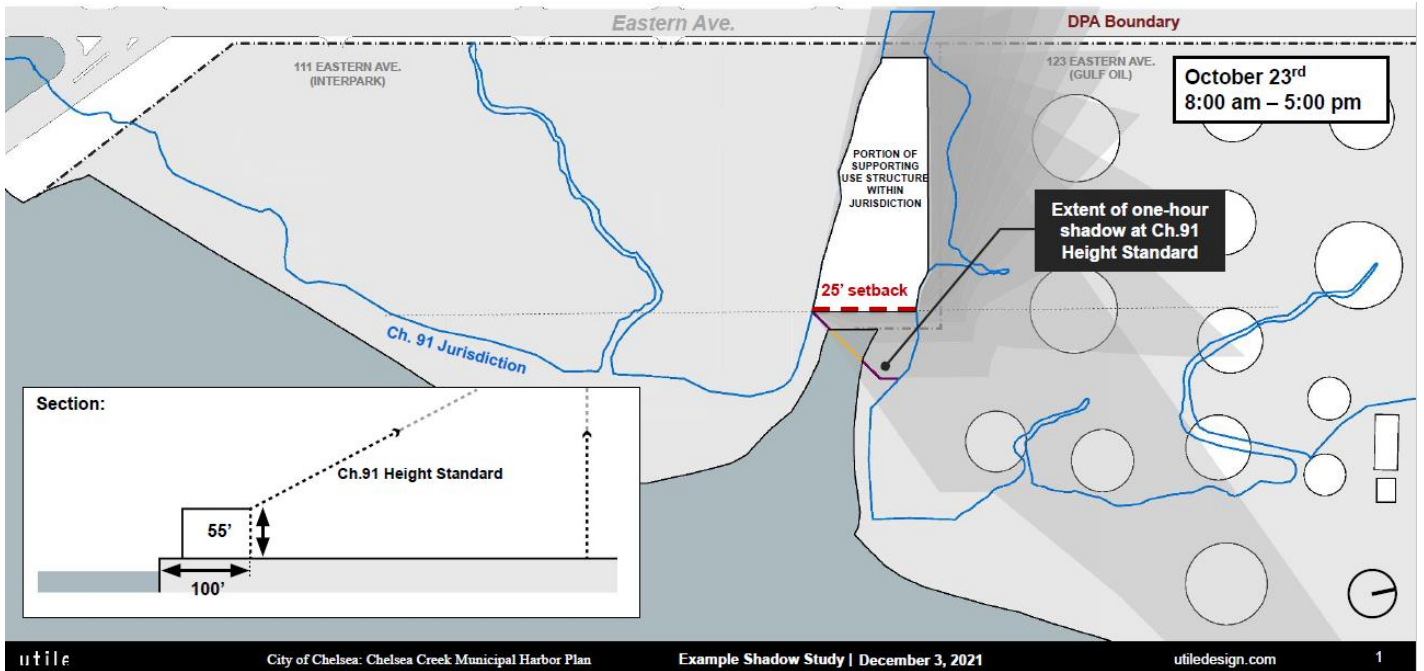 Eastern Ave.
DPA Boundary
111 EASTERN AVE.
(INTERPARK)
123 EASTERN AVE.
(GULF OIL)
October 23rd
8:00 am – 5:00 pm
PORTION OF
SUPPORTING
USE STRUCTURE
WITHIN
JURISDICTION
Extent of one-hour
shadow at Ch.91
Height Standard
25' setback
Ch. 91 Jurisdiction
Section:
Ch.91 Height Standard
55'
100'
utile
City of Chelsea: Chelsea Creek Municipal Harbor Plan
Example Shadow Study | December 3, 2021
utiledesign.com
1